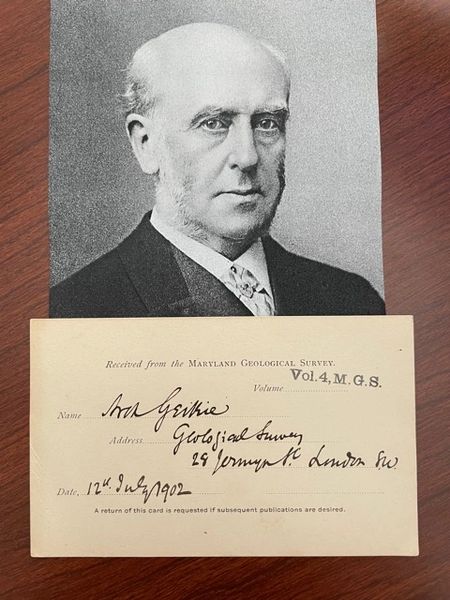 Received from the MARYLAND GEOLOGICAL SURVEY.
Volume Vol. 4, M. G. S.
Name Arch Geikie
Address Geological Survey
28 Jermyn St. London SW.
Date, 12th July 1902
A return of this card is requested if subsequent publications are desired.